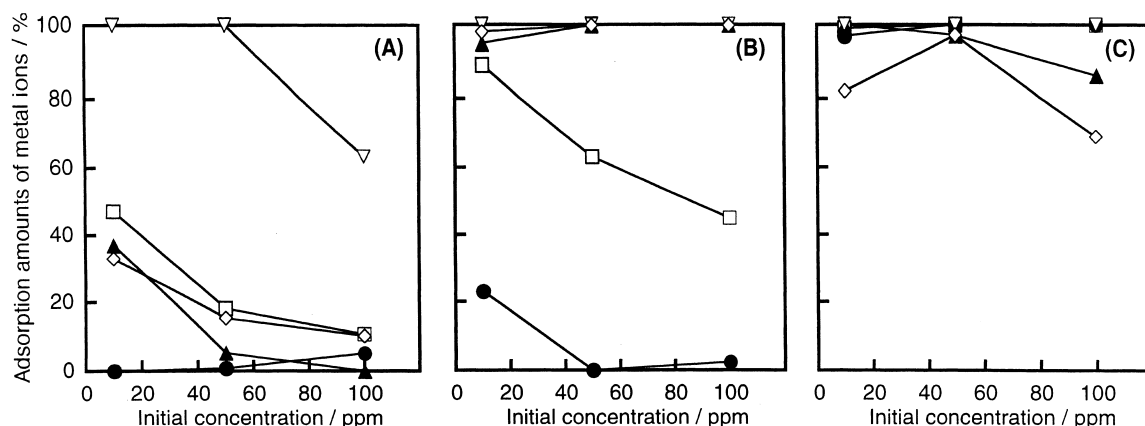 Adsorption amounts of metal ions / %
100
80
60
40
20
0
(A)
0 20 40 60 80 100
Initial concentration / ppm
(B)
0 20 40 60 80 100
Initial concentration / ppm
(C)
0 20 40 60 80 100
Initial concentration / ppm